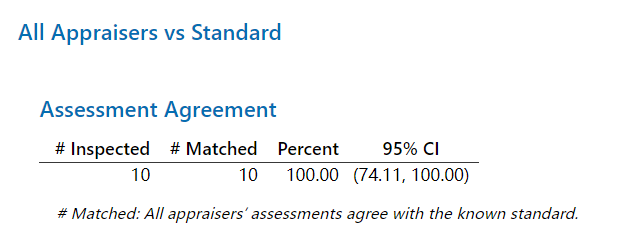 All Appraisers vs Standard
Assessment Agreement
# Inspected # Matched Percent 95% CI
10 10 100.00 (74.11, 100.00)
# Matched: All appraisers’ assessments agree with the known standard.